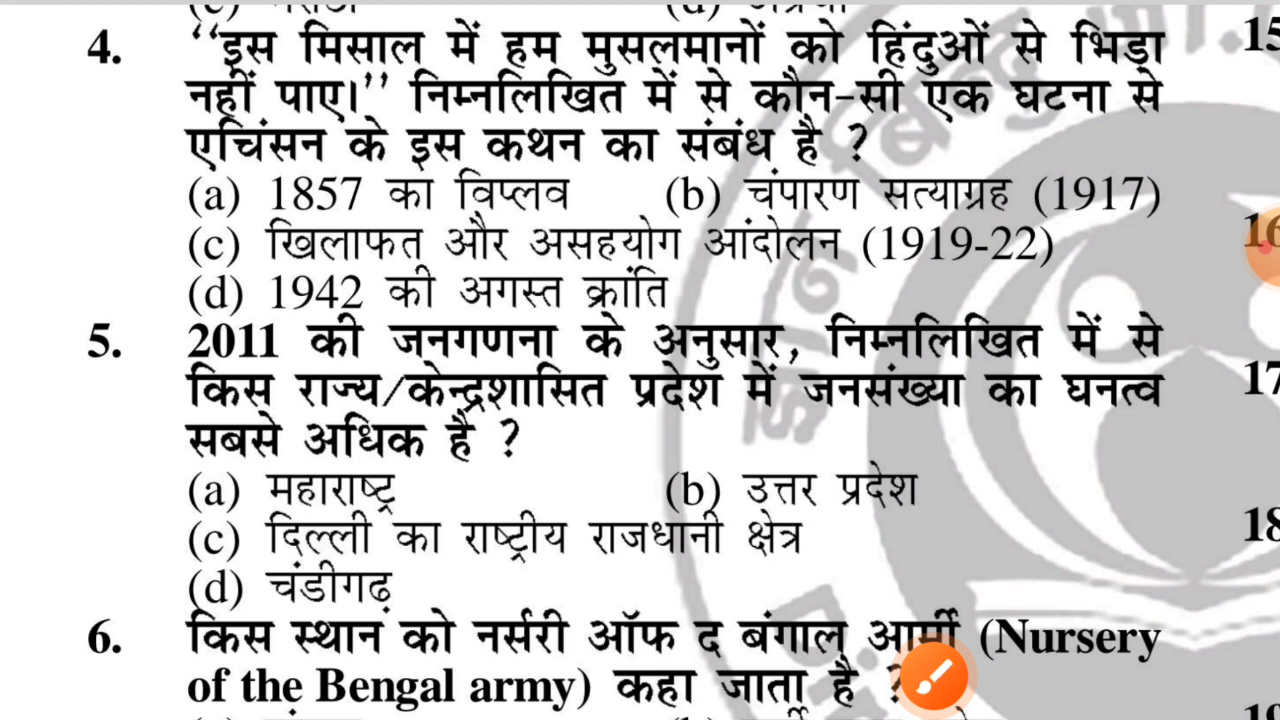 4. ‘‘इस मिसाल में हम मुसलमानों को हिंदुओं से भिड़ा
नहीं पाए।’’ निम्नलिखित में से कौन-सी एक घटना से
एचिंसन के इस कथन का संबंध है ?
(a) 1857 का विप्लव (b) चंपारण सत्याग्रह (1917)
(c) खिलाफत और असहयोग आंदोलन (1919-22)
(d) 1942 की अगस्त क्रांति
5. 2011 की जनगणना के अनुसार, निम्नलिखित में से
किस राज्य/केन्द्रशासित प्रदेश में जनसंख्या का घनत्व
सबसे अधिक है ?
(a) महाराष्ट्र (b) उत्तर प्रदेश
(c) दिल्ली का राष्ट्रीय राजधानी क्षेत्र
(d) चंडीगढ़
6. किस स्थान को नर्सरी ऑफ द बंगाल आर्मी (Nursery
of the Bengal army) कहा जाता है ?
15
16
17
18